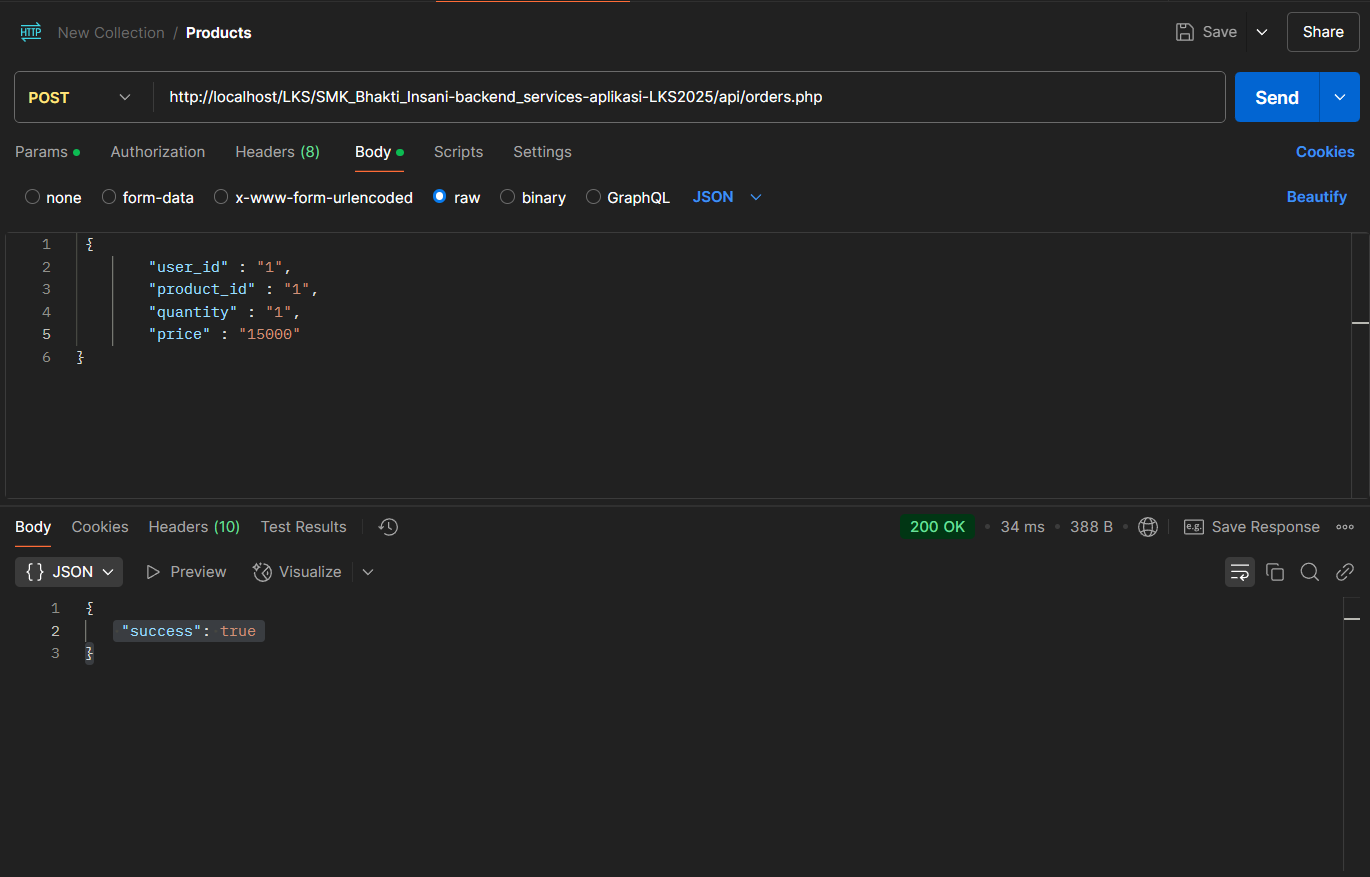 HTTP New Collection / Products Save Share
POST http://localhost/LKS/SMK_Bhakti_Insani-backend_services-aplikasi-LKS2025/api/orders.php Send
Params Authorization Headers (8) Body Scripts Settings Cookies
none form-data x-www-form-urlencoded raw binary GraphQL JSON Beautify
1 {
2 "user_id" : "1",
3 "product_id" : "1",
4 "quantity" : "1",
5 "price" : "15000"
6 }
Body Cookies Headers (10) Test Results 200 OK • 34 ms • 388 B • e.g. Save Response
{} JSON Preview Visualize
1 {
2 "success": true
3 }